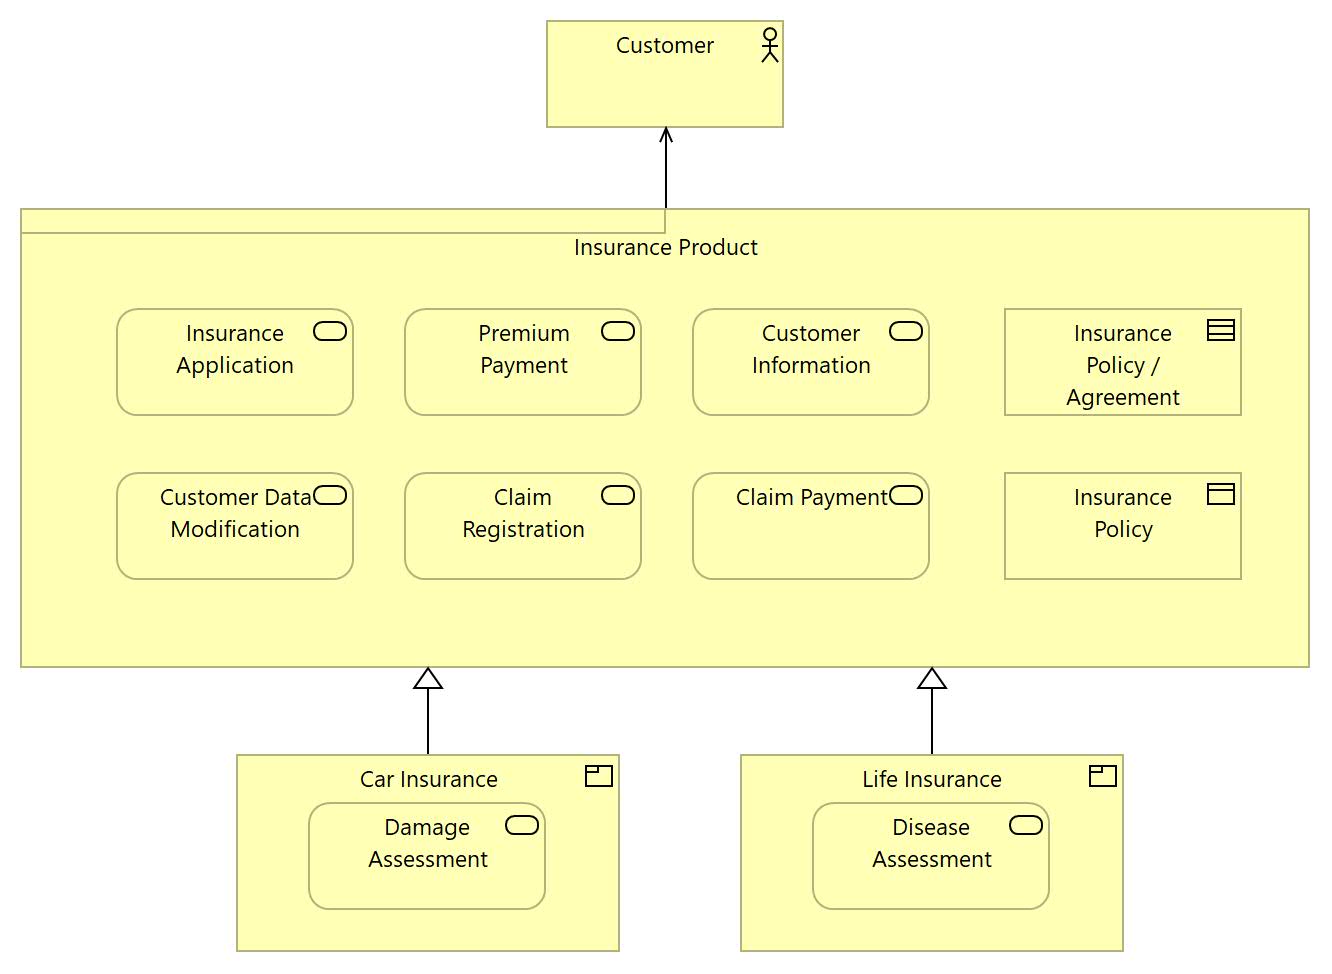 Customer
Insurance Product
Insurance
Application
Premium
Payment
Customer
Information
Insurance
Policy /
Agreement
Customer Data
Modification
Claim
Registration
Claim Payment
Insurance
Policy
Car Insurance
Damage
Assessment
Life Insurance
Disease
Assessment